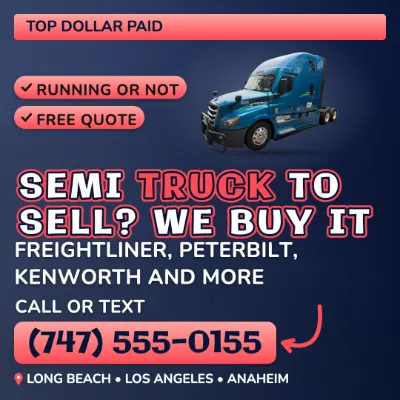 TOP DOLLAR PAID
✓ RUNNING OR NOT
✓ FREE QUOTE
SEMI TRUCK TO
SELL? WE BUY IT
FREIGHTLINER, PETERBILT,
KENWORTH AND MORE
CALL OR TEXT
(747) 555-0155
LONG BEACH • LOS ANGELES • ANAHEIM